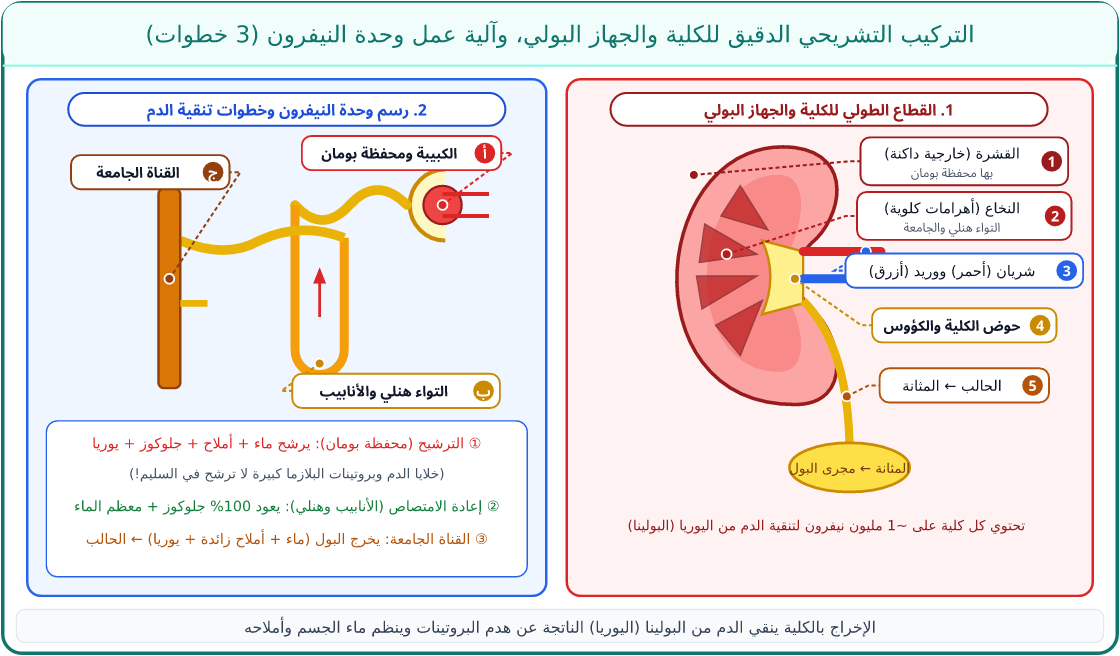 التركيب التشريحي الدقيق للكلية والجهاز البولي، وآلية عمل وحدة النيفرون (3 خطوات)
1. القطاع الطولي للكلية والجهاز البولي
1 القشرة (خارجية داكنة)
بها محفظة بومان
2 النخاع (أهرامات كلوية)
التواء هنلي والجامعة
3 شريان (أحمر) ووريد (أزرق)
4 حوض الكلية والكؤوس
5 الحالب ← المثانة
المثانة ← مجرى البول
تحتوي كل كلية على ~1 مليون نيفرون لتنقية الدم من اليوريا (البولينا)
2. رسم وحدة النيفرون وخطوات تنقية الدم
أ الكبيبة ومحفظة بومان
ج القناة الجامعة
ب التواء هنلي والأنابيب
① الترشيح (محفظة بومان): يرشح ماء + أملاح + جلوكوز + يوريا
(خلايا الدم وبروتينات البلازما كبيرة لا ترشح في السليم!)
② إعادة الامتصاص (الأنابيب وهنلي): يعود 100% جلوكوز + معظم الماء
③ القناة الجامعة: يخرج البول (ماء + أملاح زائدة + يوريا) ← الحالب
الإخراج بالكلية ينقي الدم من البولينا (اليوريا) الناتجة عن هدم البروتينات وينظم ماء الجسم وأملاحه